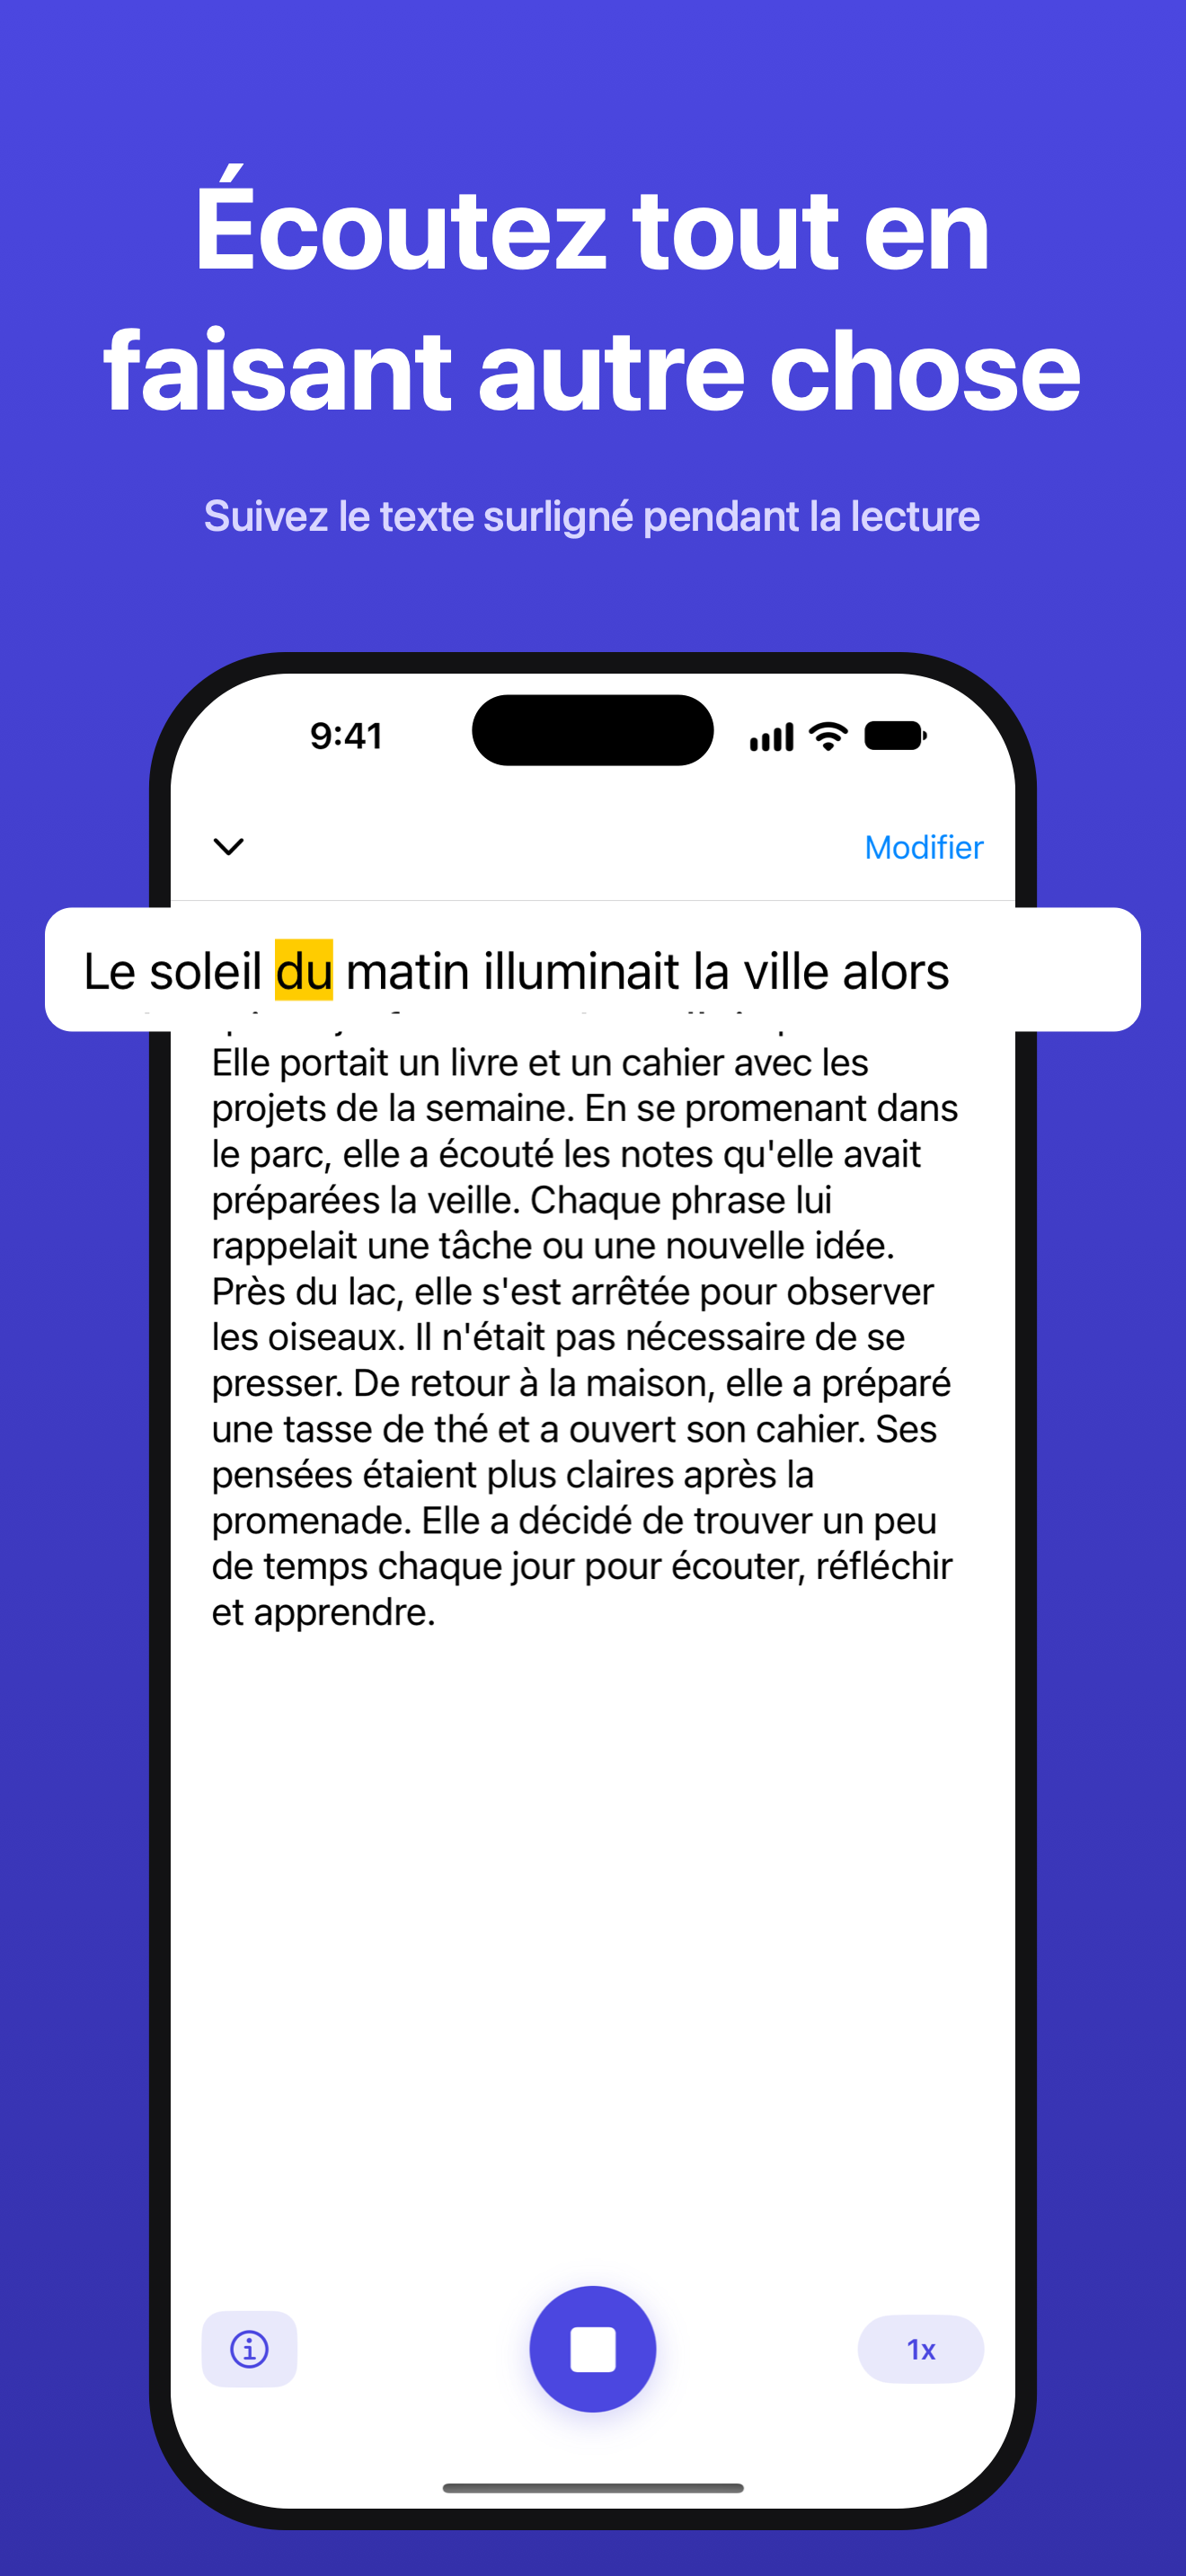 Écoutez tout en
faisant autre chose
Suivez le texte surligné pendant la lecture
9:41
Modifier
Le soleil du matin illuminait la ville alors
Elle portait un livre et un cahier avec les
projets de la semaine. En se promenant dans
le parc, elle a écouté les notes qu'elle avait
préparées la veille. Chaque phrase lui
rappelait une tâche ou une nouvelle idée.
Près du lac, elle s'est arrêtée pour observer
les oiseaux. Il n'était pas nécessaire de se
presser. De retour à la maison, elle a préparé
une tasse de thé et a ouvert son cahier. Ses
pensées étaient plus claires après la
promenade. Elle a décidé de trouver un peu
de temps chaque jour pour écouter, réfléchir
et apprendre.
1x